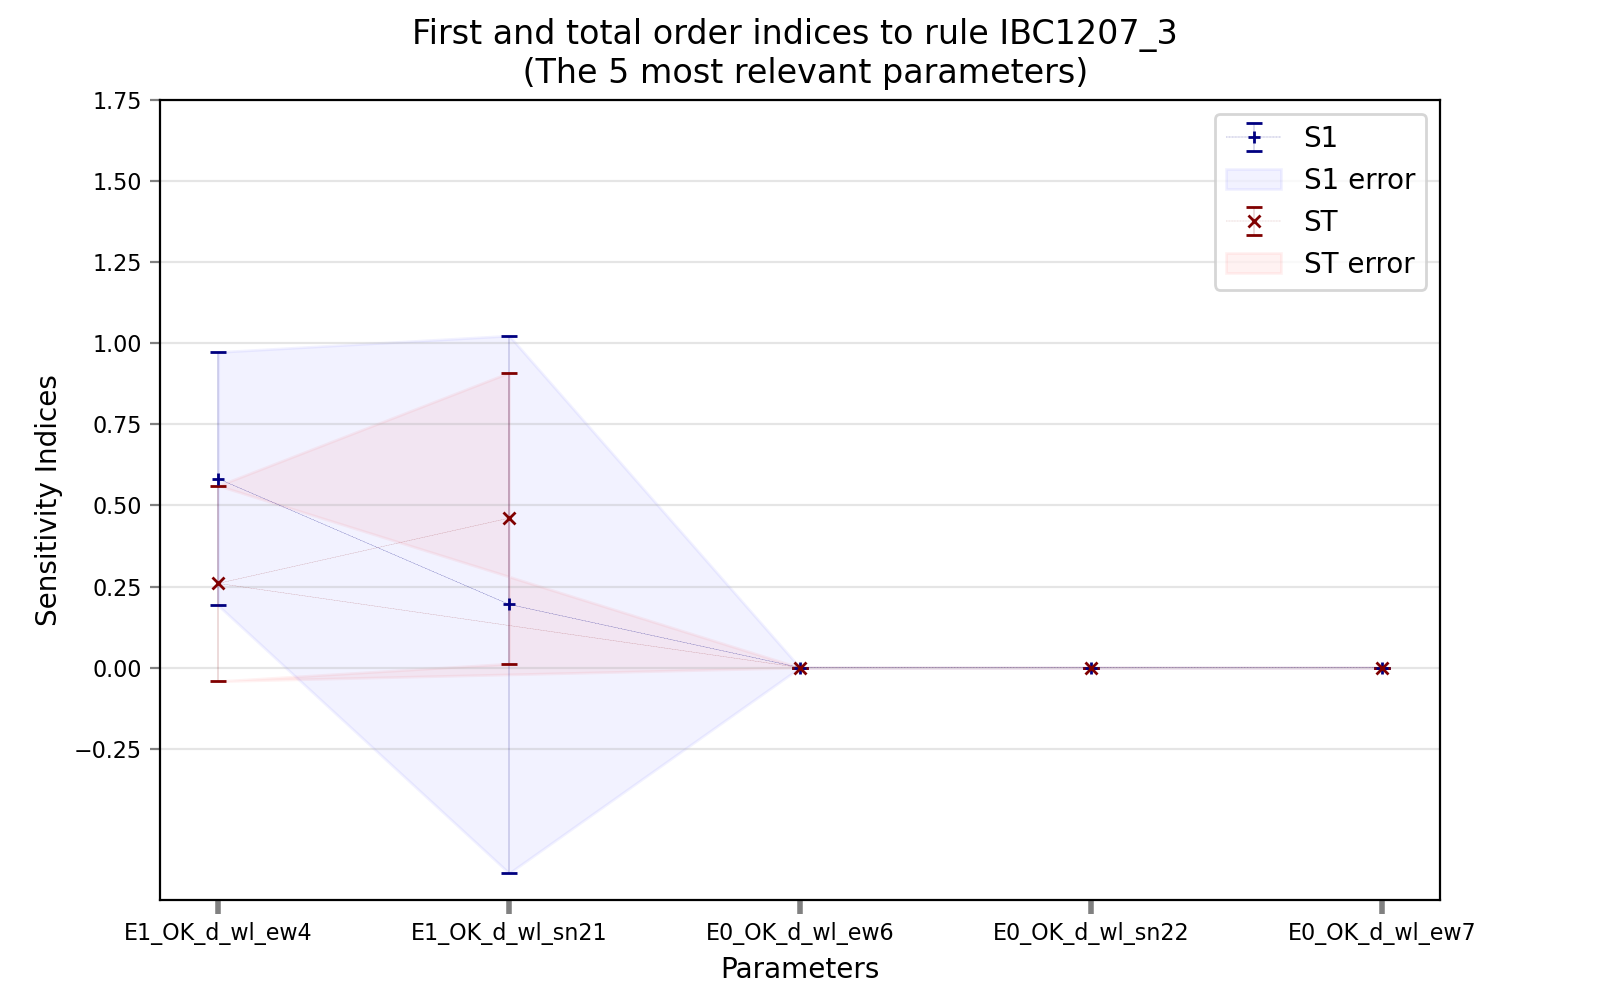 First and total order indices to rule IBC1207_3
(The 5 most relevant parameters)
1.75
1.50
1.25
1.00
0.75
0.50
0.25
0.00
−0.25
Sensitivity Indices
S1
S1 error
ST
ST error
E1_OK_d_wl_ew4
E1_OK_d_wl_sn21
E0_OK_d_wl_ew6
E0_OK_d_wl_sn22
E0_OK_d_wl_ew7
Parameters